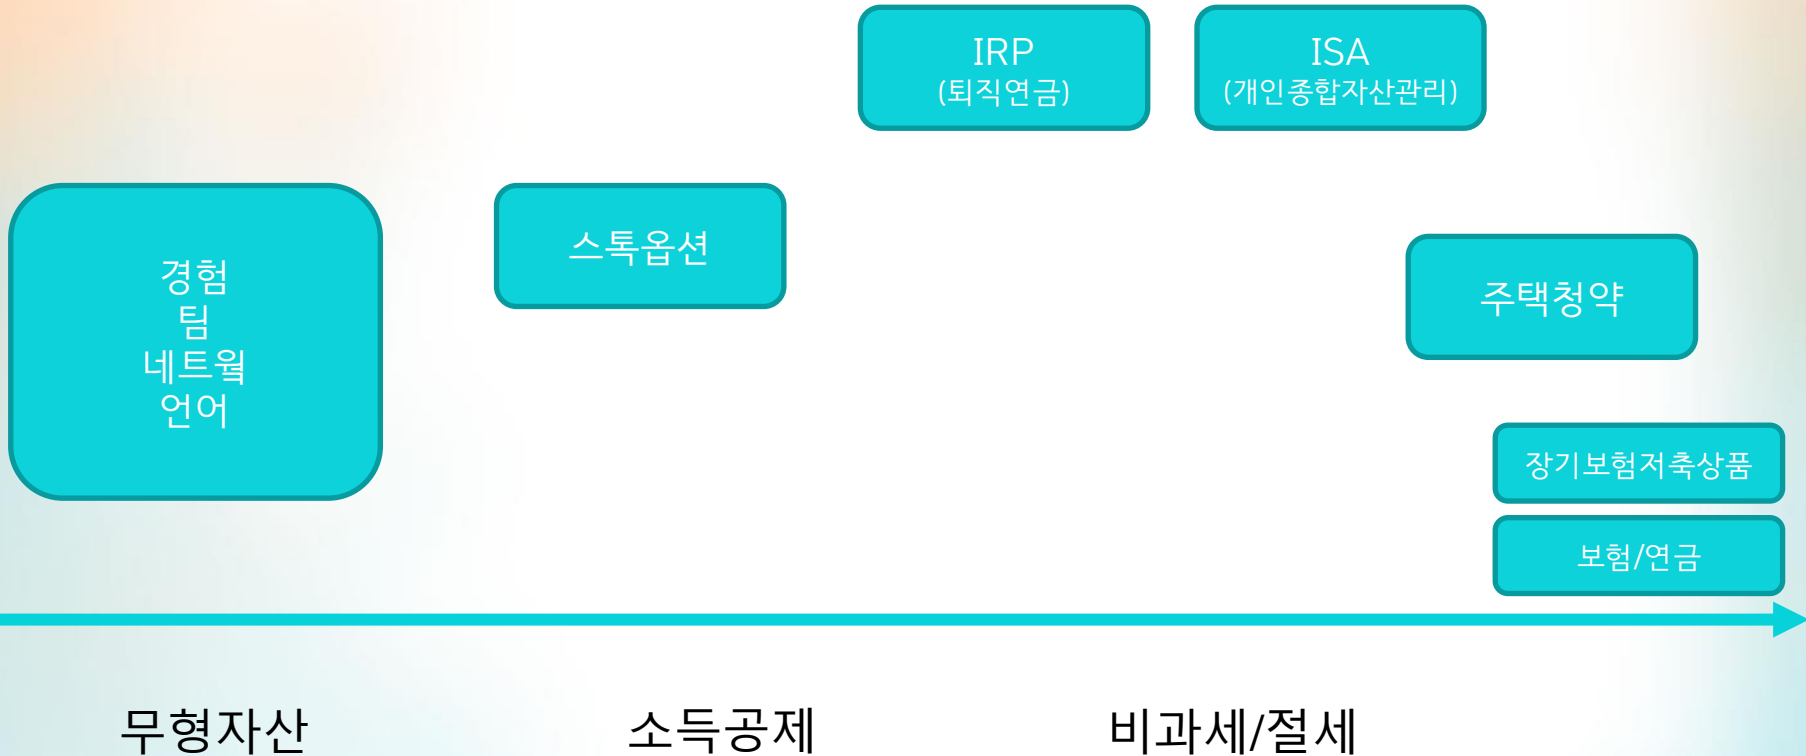 IRP
(퇴직연금)
ISA
(개인종합자산관리)
스톡옵션
경험
팀
네트웍
언어
주택청약
장기보험저축상품
보험/연금
무형자산
소득공제
비과세/절세